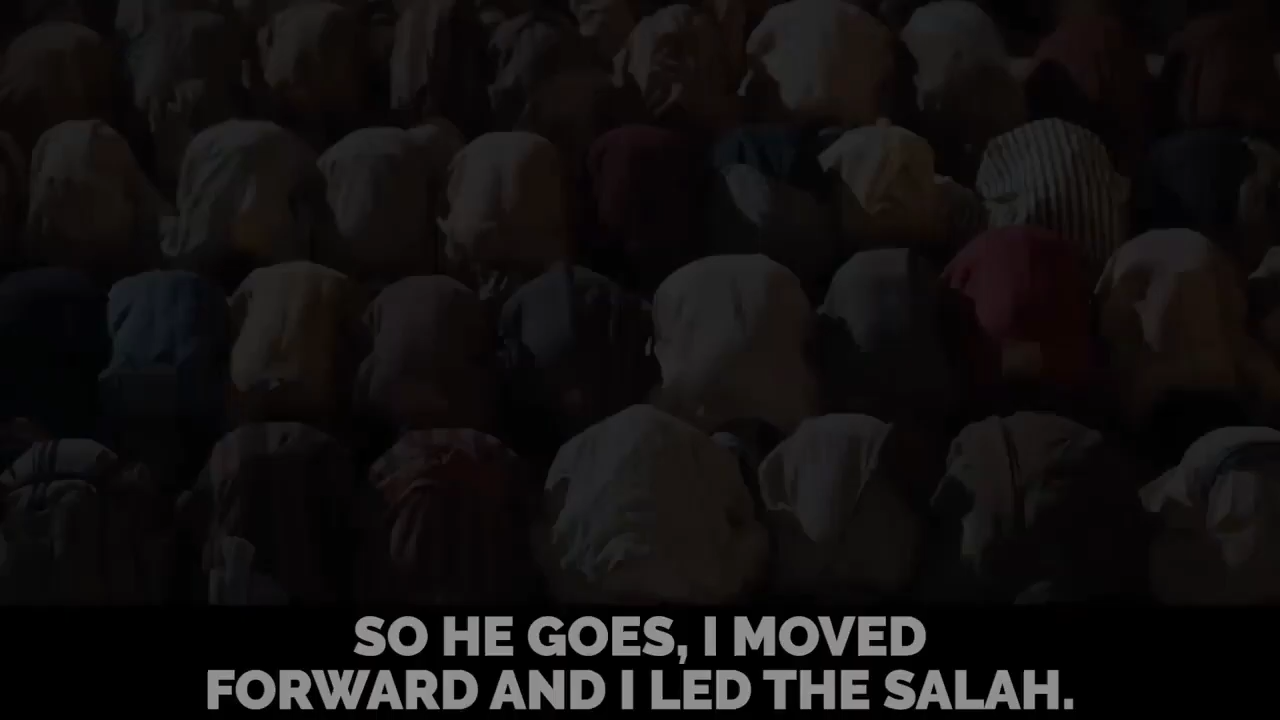 SO HE GOES, I MOVED
FORWARD AND I LED THE SALAH.